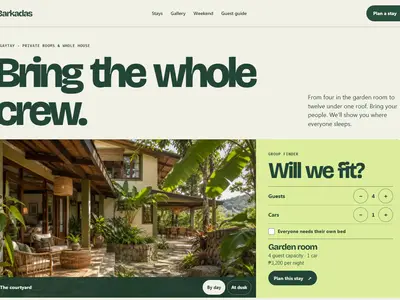 Barkadas
Stays Gallery Weekend Guest guide
Plan a stay
PRIVATE ROOMS & WHOLE HOUSE
Bring the whole
crew.
From four in the garden room to
twelve under one roof. Bring your
people. We'll show you where
everyone sleeps.
GROUP FINDER
Will we fit?
Guests − 4 +
Cars − 1 +
Everyone needs their own bed
Garden room
4 guest capacity · 1 car
₱1,200 per night
Plan this stay ↗
The courtyard
By day At dusk